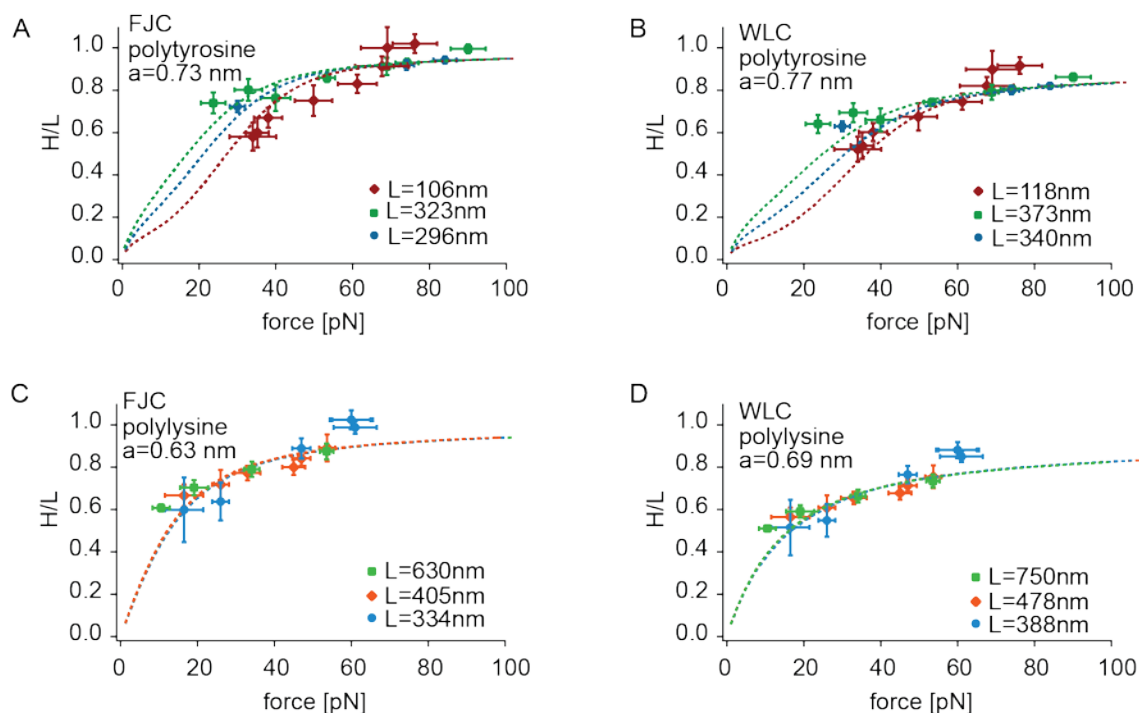 A
FJC
polytyrosine
a=0.73 nm
1.0
0.8
0.6
0.4
0.2
0.0
H/L
L=106nm
L=323nm
L=296nm
0 20 40 60 80 100
force [pN]
B
WLC
polytyrosine
a=0.77 nm
1.0
0.8
0.6
0.4
0.2
0.0
H/L
L=118nm
L=373nm
L=340nm
0 20 40 60 80 100
force [pN]
C
FJC
polylysine
a=0.63 nm
1.0
0.8
0.6
0.4
0.2
0.0
H/L
L=630nm
L=405nm
L=334nm
0 20 40 60 80 100
force [pN]
D
WLC
polylysine
a=0.69 nm
1.0
0.8
0.6
0.4
0.2
0.0
H/L
L=750nm
L=478nm
L=388nm
0 20 40 60 80 100
force [pN]